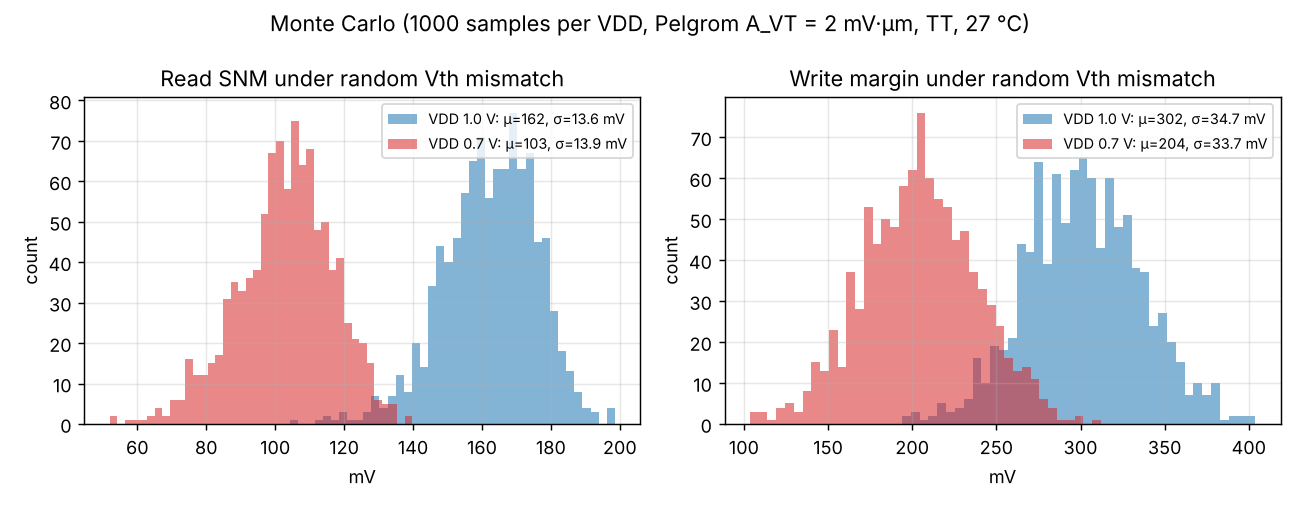 Monte Carlo (1000 samples per VDD, Pelgrom A_VT = 2 mV·µm, TT, 27 °C)
Read SNM under random Vth mismatch
VDD 1.0 V: µ=162, σ=13.6 mV
VDD 0.7 V: µ=103, σ=13.9 mV
80
70
60
50
40
30
20
10
0
count
60 80 100 120 140 160 180 200
mV
Write margin under random Vth mismatch
VDD 1.0 V: µ=302, σ=34.7 mV
VDD 0.7 V: µ=204, σ=33.7 mV
70
60
50
40
30
20
10
0
count
100 150 200 250 300 350 400
mV